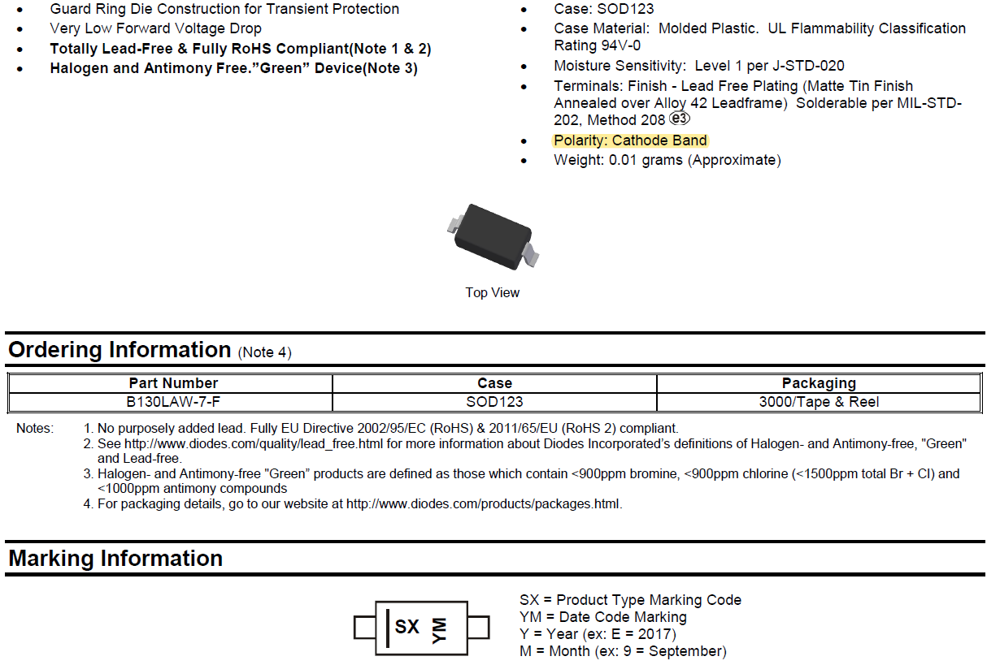 • Guard Ring Die Construction for Transient Protection
• Very Low Forward Voltage Drop
• Totally Lead-Free & Fully RoHS Compliant(Note 1 & 2)
• Halogen and Antimony Free.”Green” Device(Note 3)
• Case: SOD123
• Case Material: Molded Plastic. UL Flammability Classification
Rating 94V-0
• Moisture Sensitivity: Level 1 per J-STD-020
• Terminals: Finish - Lead Free Plating (Matte Tin Finish
Annealed over Alloy 42 Leadframe) Solderable per MIL-STD-
202, Method 208 e3
• Polarity: Cathode Band
• Weight: 0.01 grams (Approximate)
Top View
Ordering Information (Note 4)
Part Number Case Packaging
B130LAW-7-F SOD123 3000/Tape & Reel
Notes: 1. No purposely added lead. Fully EU Directive 2002/95/EC (RoHS) & 2011/65/EU (RoHS 2) compliant.
2. See http://www.diodes.com/quality/lead_free.html for more information about Diodes Incorporated’s definitions of Halogen- and Antimony-free, "Green"
and Lead-free.
3. Halogen- and Antimony-free "Green” products are defined as those which contain <900ppm bromine, <900ppm chlorine (<1500ppm total Br + Cl) and
<1000ppm antimony compounds
4. For packaging details, go to our website at http://www.diodes.com/products/packages.html.
Marking Information
SX YM
SX = Product Type Marking Code
YM = Date Code Marking
Y = Year (ex: E = 2017)
M = Month (ex: 9 = September)